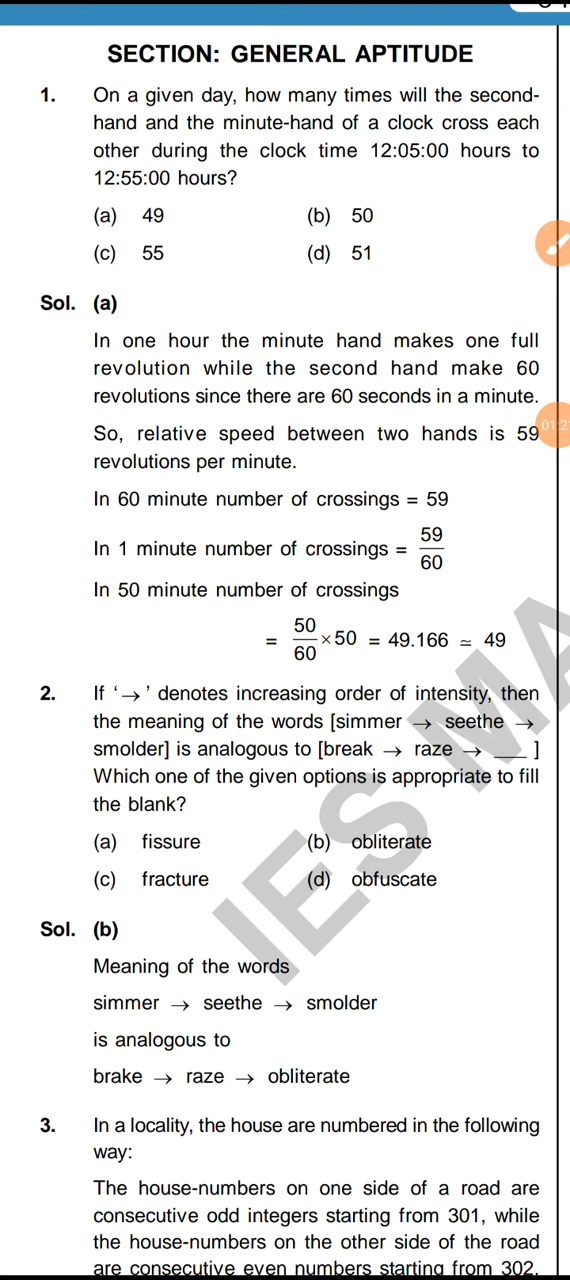 SECTION: GENERAL APTITUDE
1. On a given day, how many times will the second-
hand and the minute-hand of a clock cross each
other during the clock time 12:05:00 hours to
12:55:00 hours?
(a) 49 (b) 50
(c) 55 (d) 51
Sol. (a)
In one hour the minute hand makes one full
revolution while the second hand make 60
revolutions since there are 60 seconds in a minute.
So, relative speed between two hands is 59
01:2
revolutions per minute.
In 60 minute number of crossings = 59
In 1 minute number of crossings = 59/60
In 50 minute number of crossings
= 50/60 × 50 = 49.166 ≃ 49
2. If ‘→’ denotes increasing order of intensity, then
the meaning of the words [simmer → seethe →
smolder] is analogous to [break → raze → ___ ]
Which one of the given options is appropriate to fill
the blank?
(a) fissure (b) obliterate
(c) fracture (d) obfuscate
Sol. (b)
Meaning of the words
simmer → seethe → smolder
is analogous to
brake → raze → obliterate
3. In a locality, the house are numbered in the following
way:
The house-numbers on one side of a road are
consecutive odd integers starting from 301, while
the house-numbers on the other side of the road
are consecutive even numbers starting from 302.
IES MA